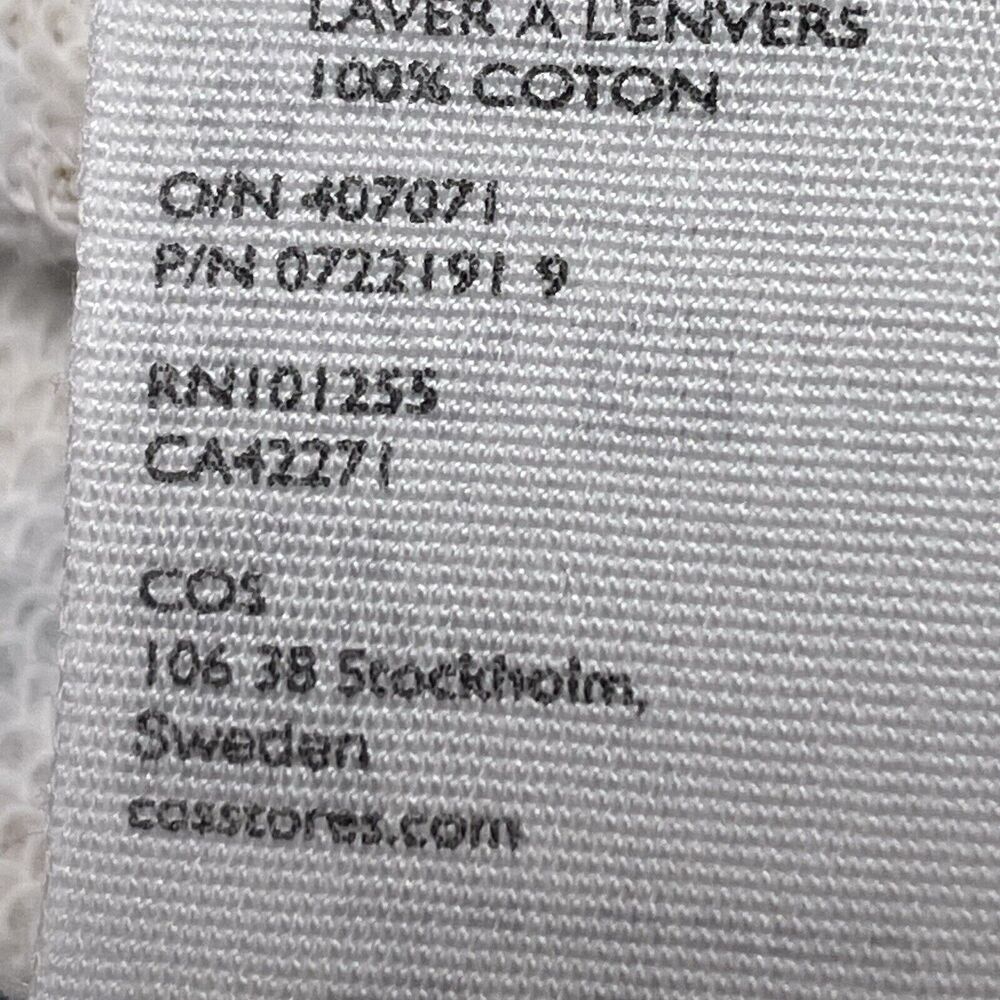 LAVER A L'ENVERS
100% COTON
O/N 407071
P/N 0722191 9
RN101255
CA42271
COS
106 38 Stockholm,
Sweden
cosstores.com